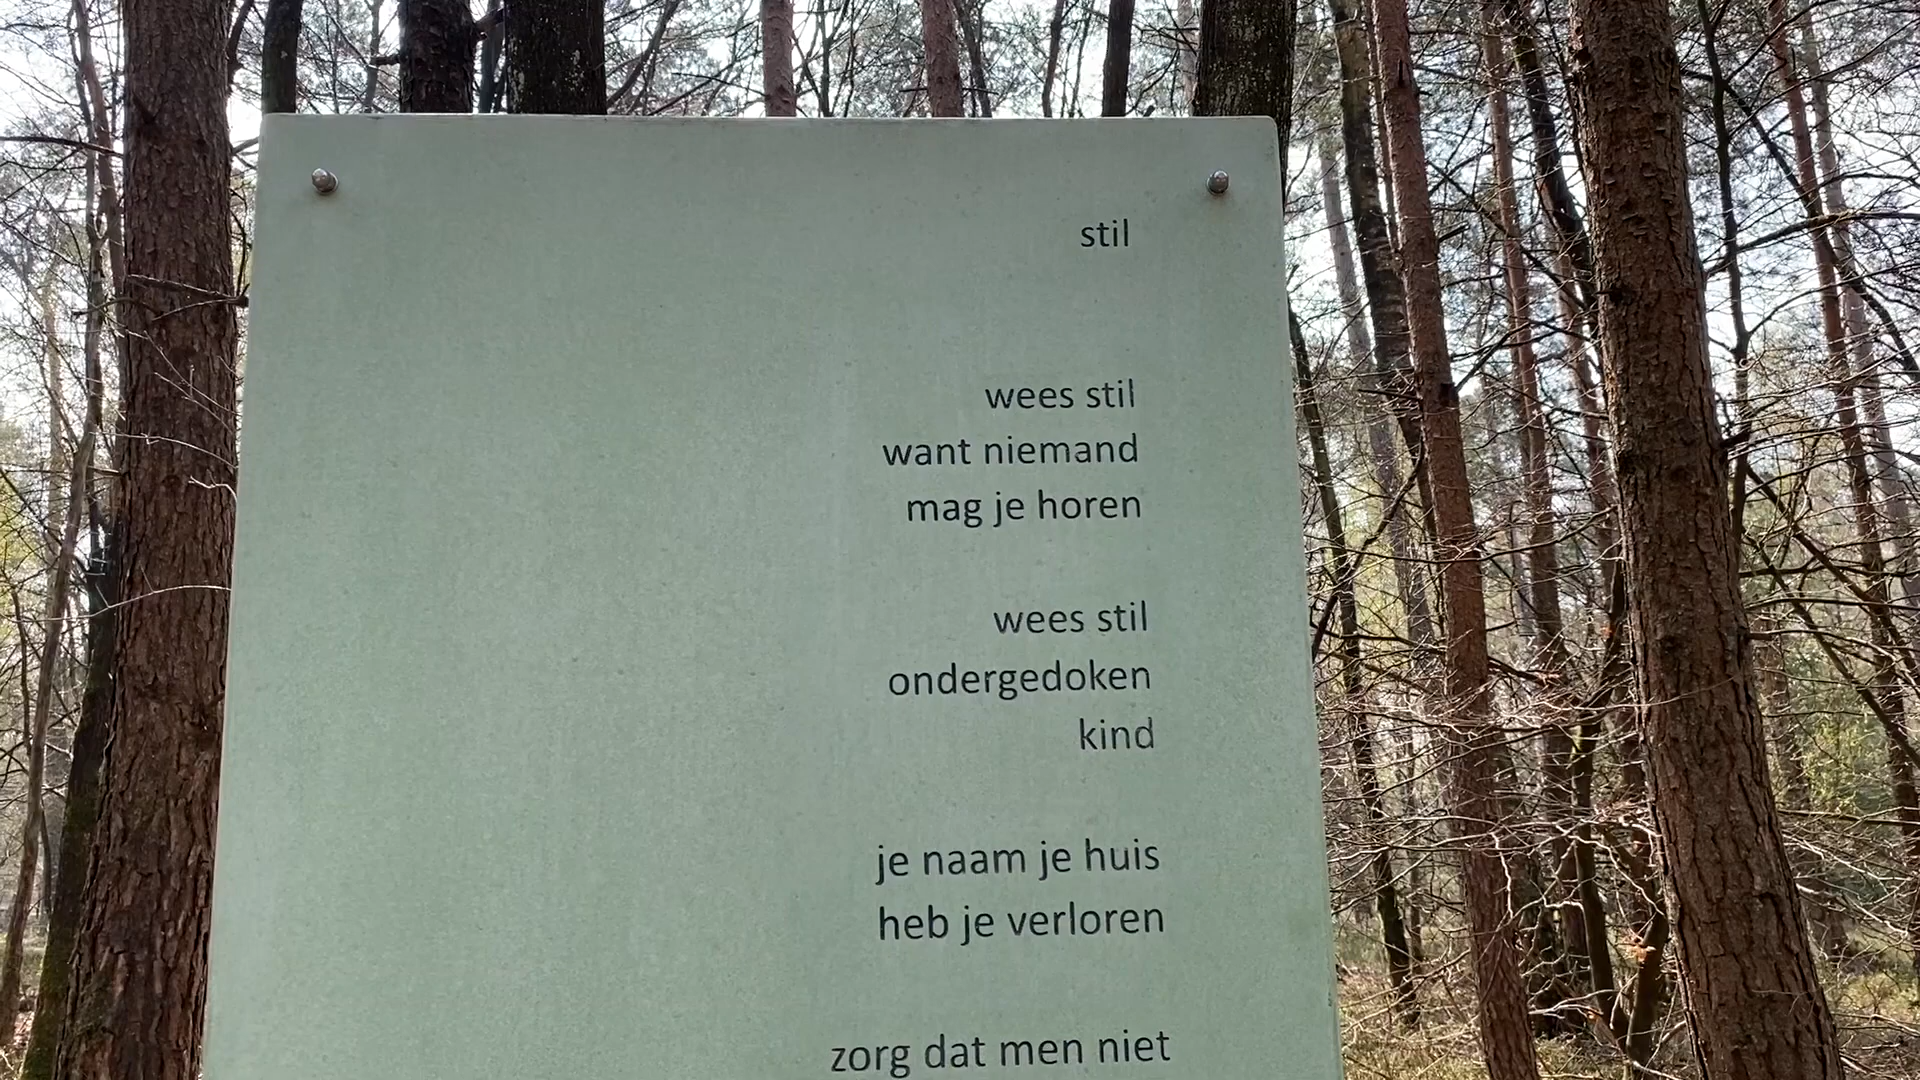 stil
wees stil
want niemand
mag je horen
wees stil
ondergedoken
kind
je naam je huis
heb je verloren
zorg dat men niet